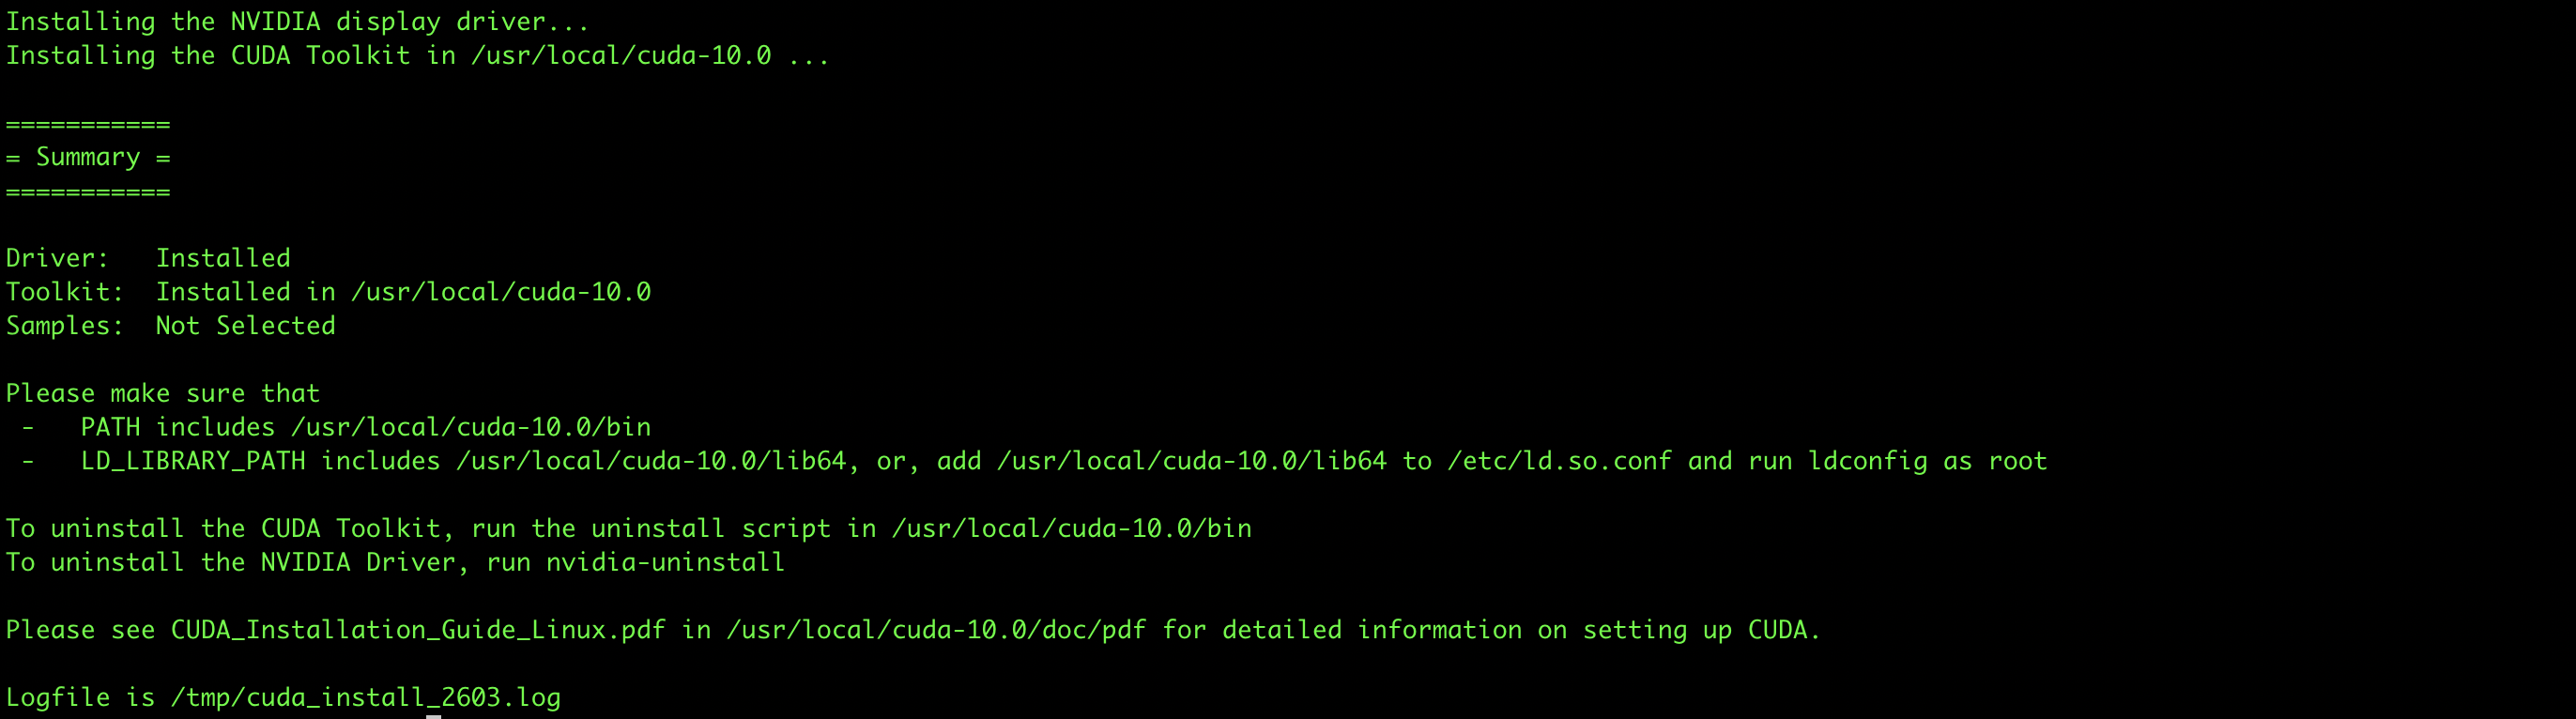 Installing the NVIDIA display driver...
Installing the CUDA Toolkit in /usr/local/cuda-10.0 ...
===========
= Summary =
===========
Driver:   Installed
Toolkit:  Installed in /usr/local/cuda-10.0
Samples:  Not Selected
Please make sure that
 -   PATH includes /usr/local/cuda-10.0/bin
 -   LD_LIBRARY_PATH includes /usr/local/cuda-10.0/lib64, or, add /usr/local/cuda-10.0/lib64 to /etc/ld.so.conf and run ldconfig as root
To uninstall the CUDA Toolkit, run the uninstall script in /usr/local/cuda-10.0/bin
To uninstall the NVIDIA Driver, run nvidia-uninstall
Please see CUDA_Installation_Guide_Linux.pdf in /usr/local/cuda-10.0/doc/pdf for detailed information on setting up CUDA.
Logfile is /tmp/cuda_install_2603.log